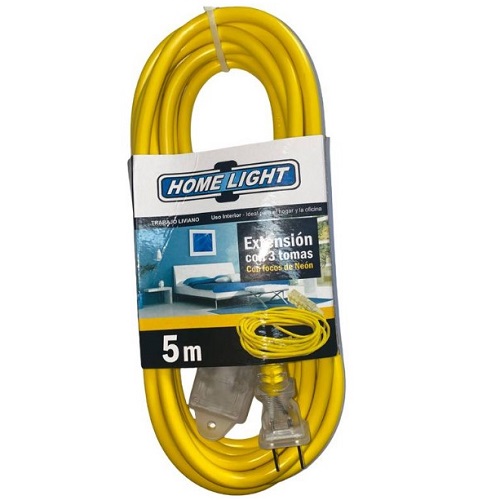 HOME LIGHT
TRABAJO LIVIANO
Uso Interior - Ideal para el hogar y la oficina
Extensión
con 3 tomas
Con focos de Neón
5m